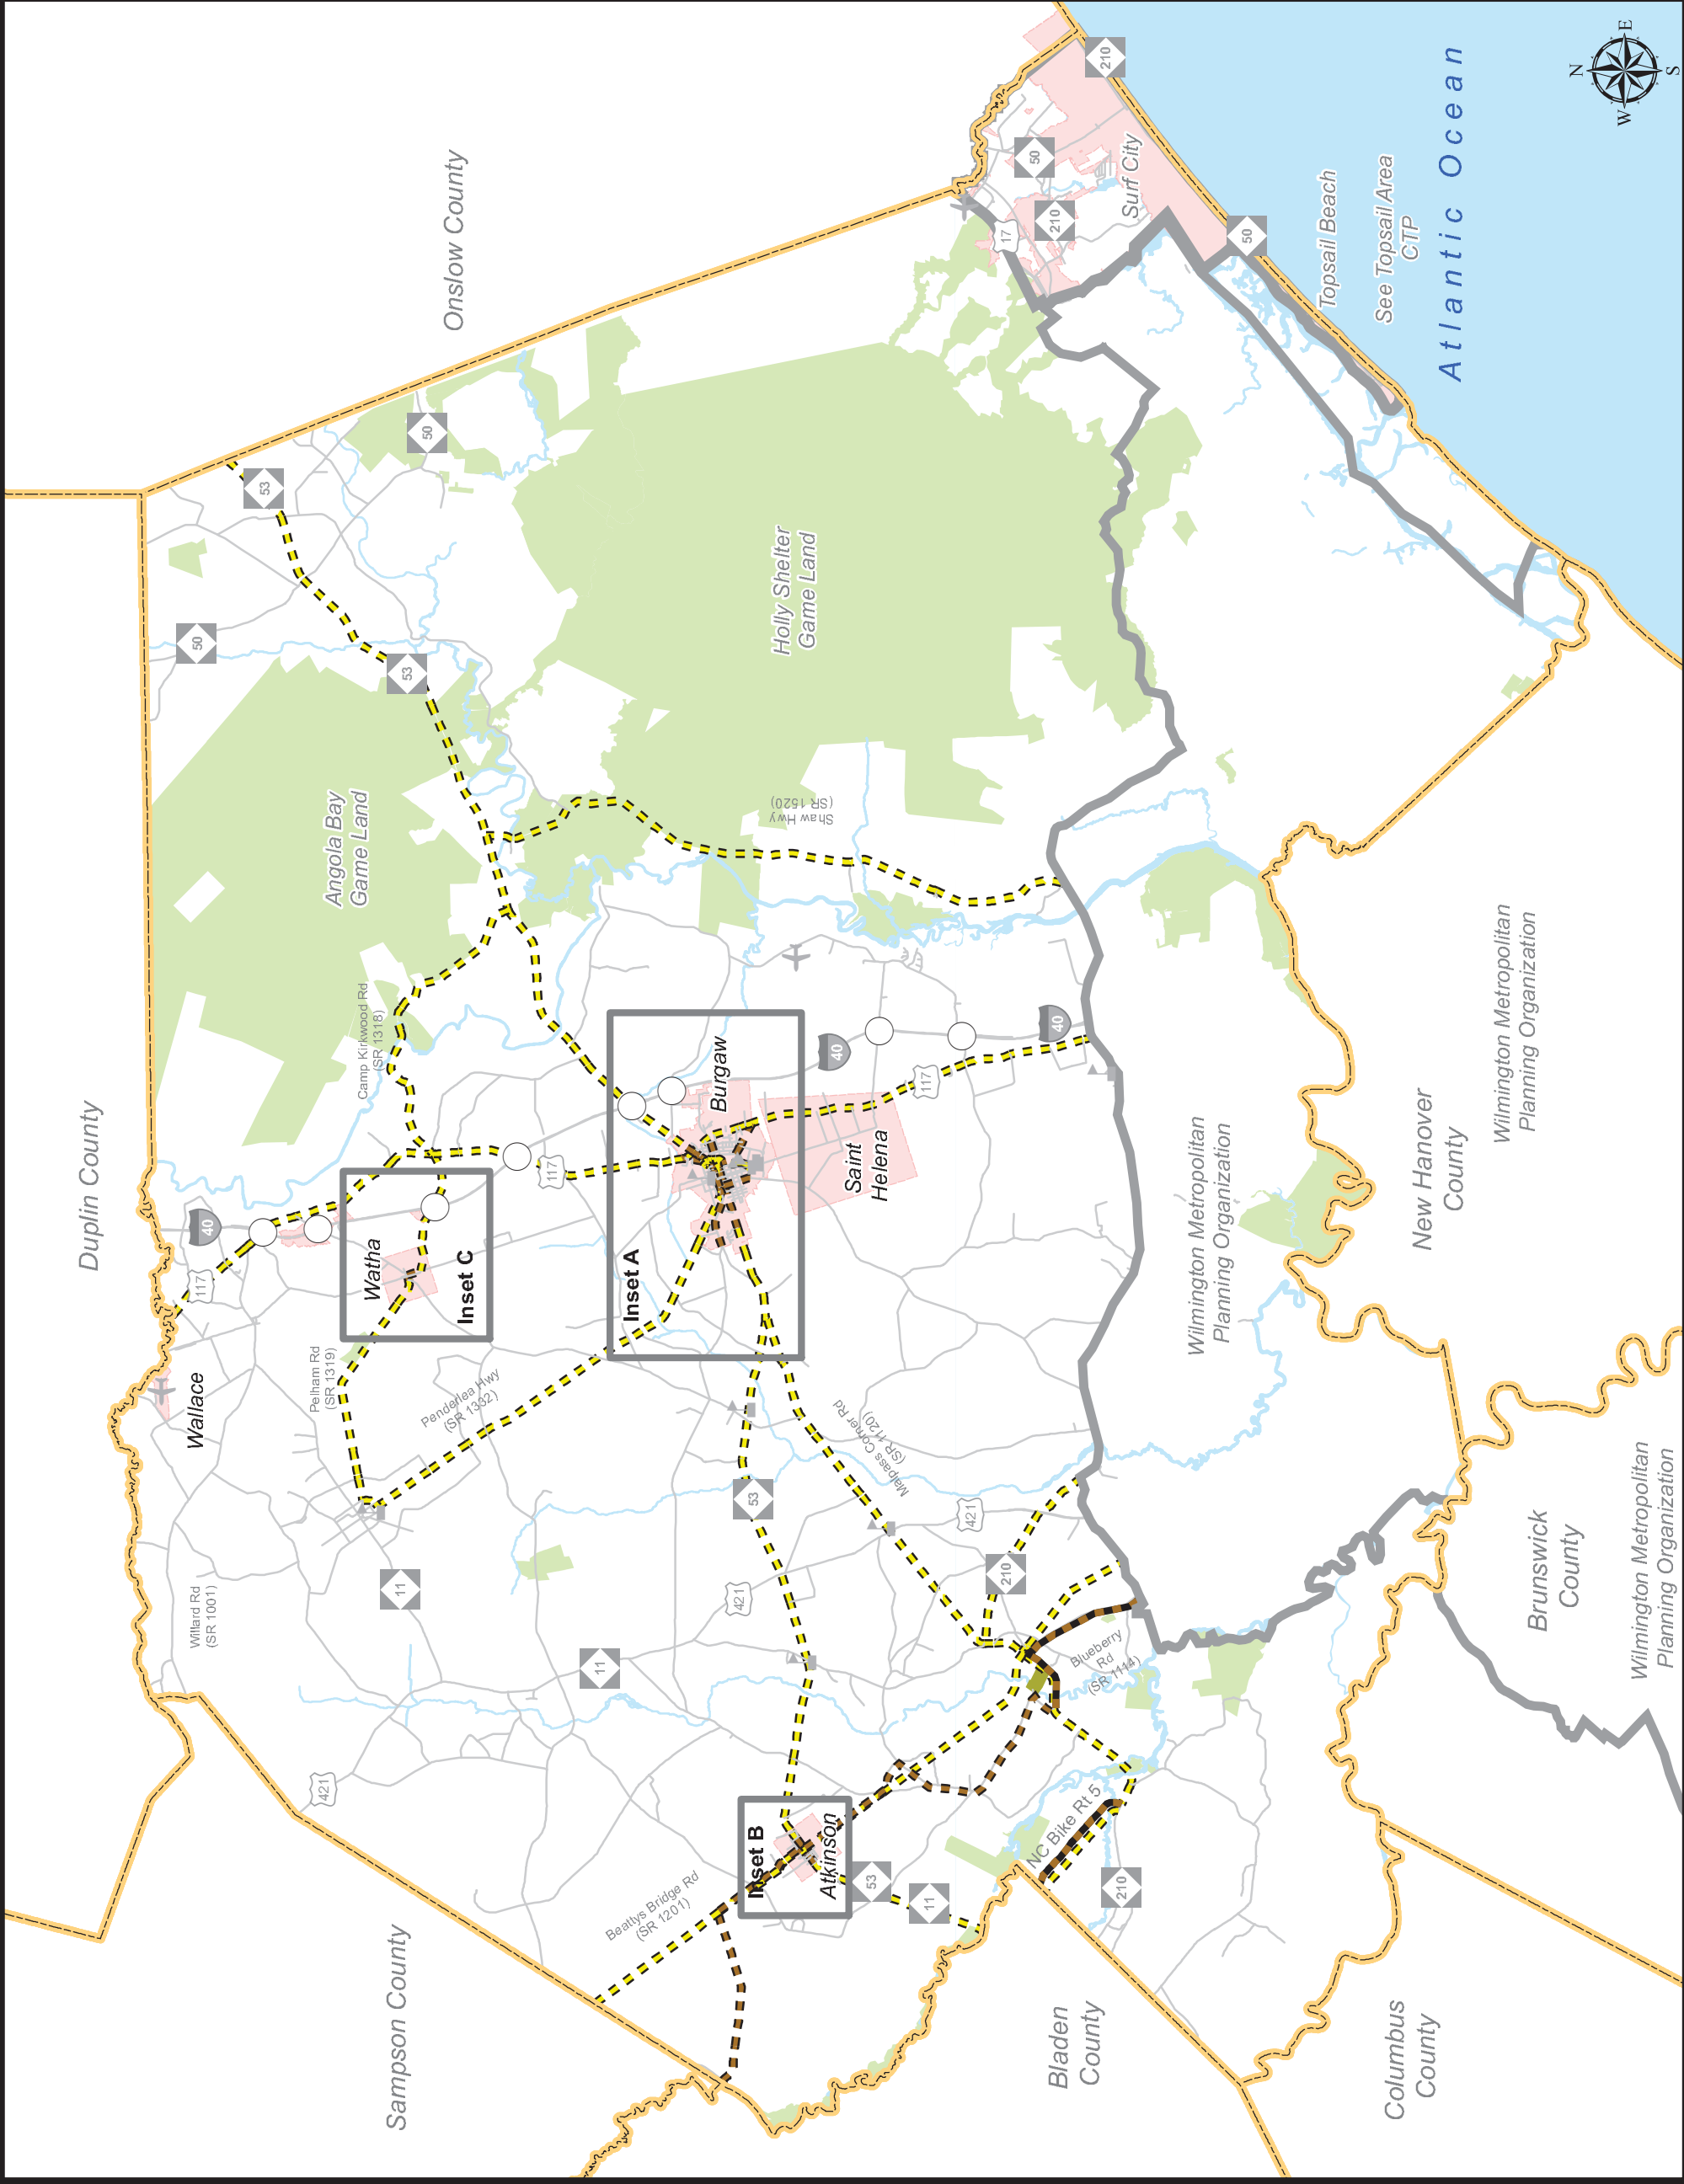 Duplin County
Onslow County
Sampson County
Bladen
County
Columbus
County
Brunswick
County
New Hanover
County
Wilmington Metropolitan
Planning Organization
Wilmington Metropolitan
Planning Organization
Wilmington Metropolitan
Planning Organization
Atlantic Ocean
Topsail Beach
See Topsail Area
CTP
Surf City
Holly Shelter
Game Land
Angola Bay
Game Land
Wallace
Watha
Inset C
Inset A
Burgaw
Saint
Helena
Inset B
Atkinson
Willard Rd
(SR 1001)
Pelham Rd
(SR 1319)
Penderlea Hwy
(SR 1332)
Camp Kirkwood Rd
(SR 1318)
Shaw Hwy
(SR 1520)
Malpass Corner Rd
(SR 1120)
Blueberry
Rd
(SR 1114)
Beattys Bridge Rd
(SR 1201)
NC Bike Rt 5
210
50
210
17
50
50
53
50
53
40
117
117
40
40
117
53
421
421
421
210
11
11
53
11
210
N
E
S
W